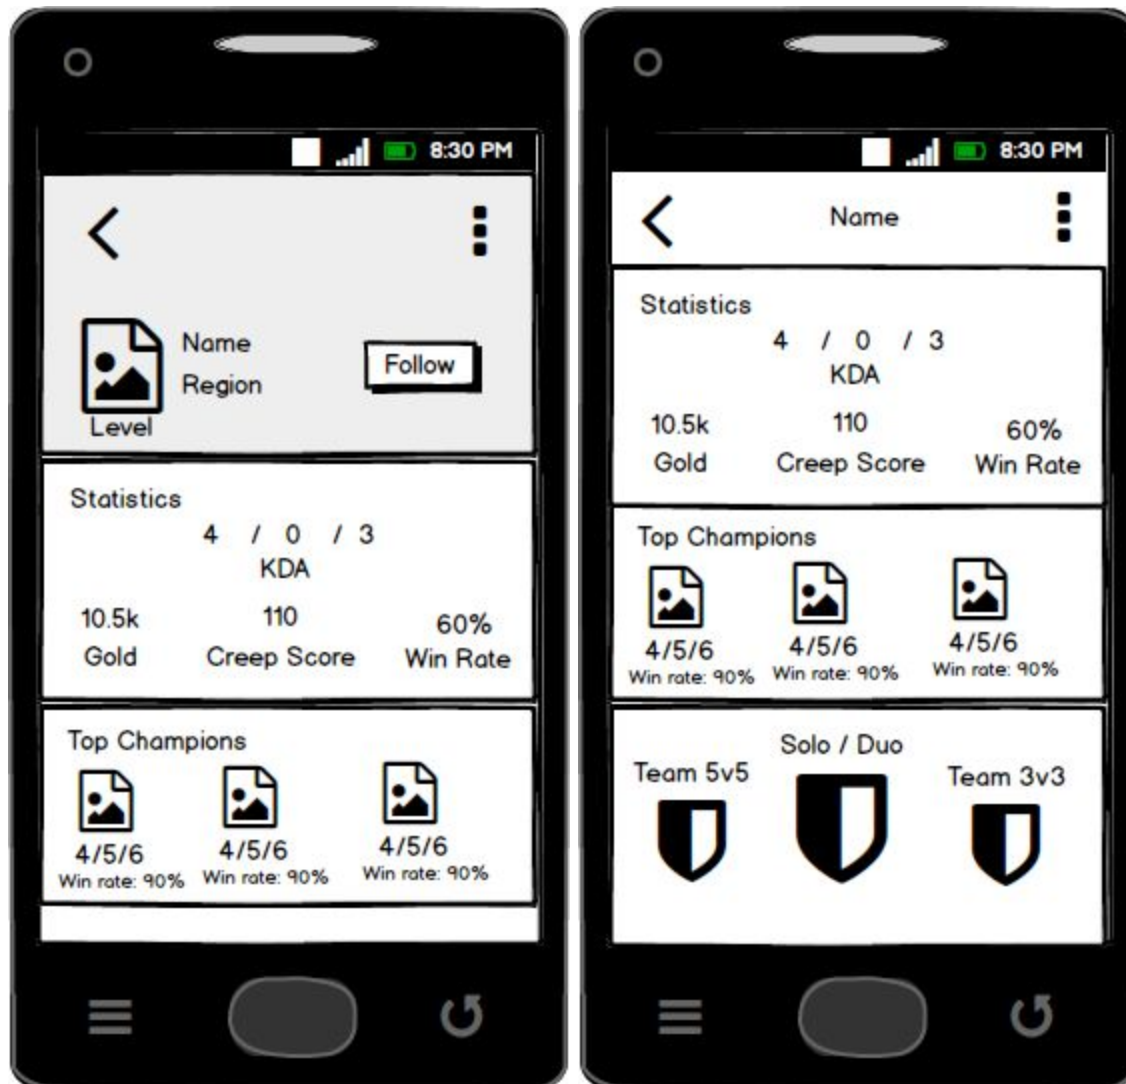 8:30 PM
Name
Region
Follow
Level
Statistics
4 / 0 / 3
KDA
10.5k 110 60%
Gold Creep Score Win Rate
Top Champions
4/5/6 4/5/6 4/5/6
Win rate: 90% Win rate: 90% Win rate: 90%
8:30 PM
Name
Statistics
4 / 0 / 3
KDA
10.5k 110 60%
Gold Creep Score Win Rate
Top Champions
4/5/6 4/5/6 4/5/6
Win rate: 90% Win rate: 90% Win rate: 90%
Team 5v5 Solo / Duo Team 3v3